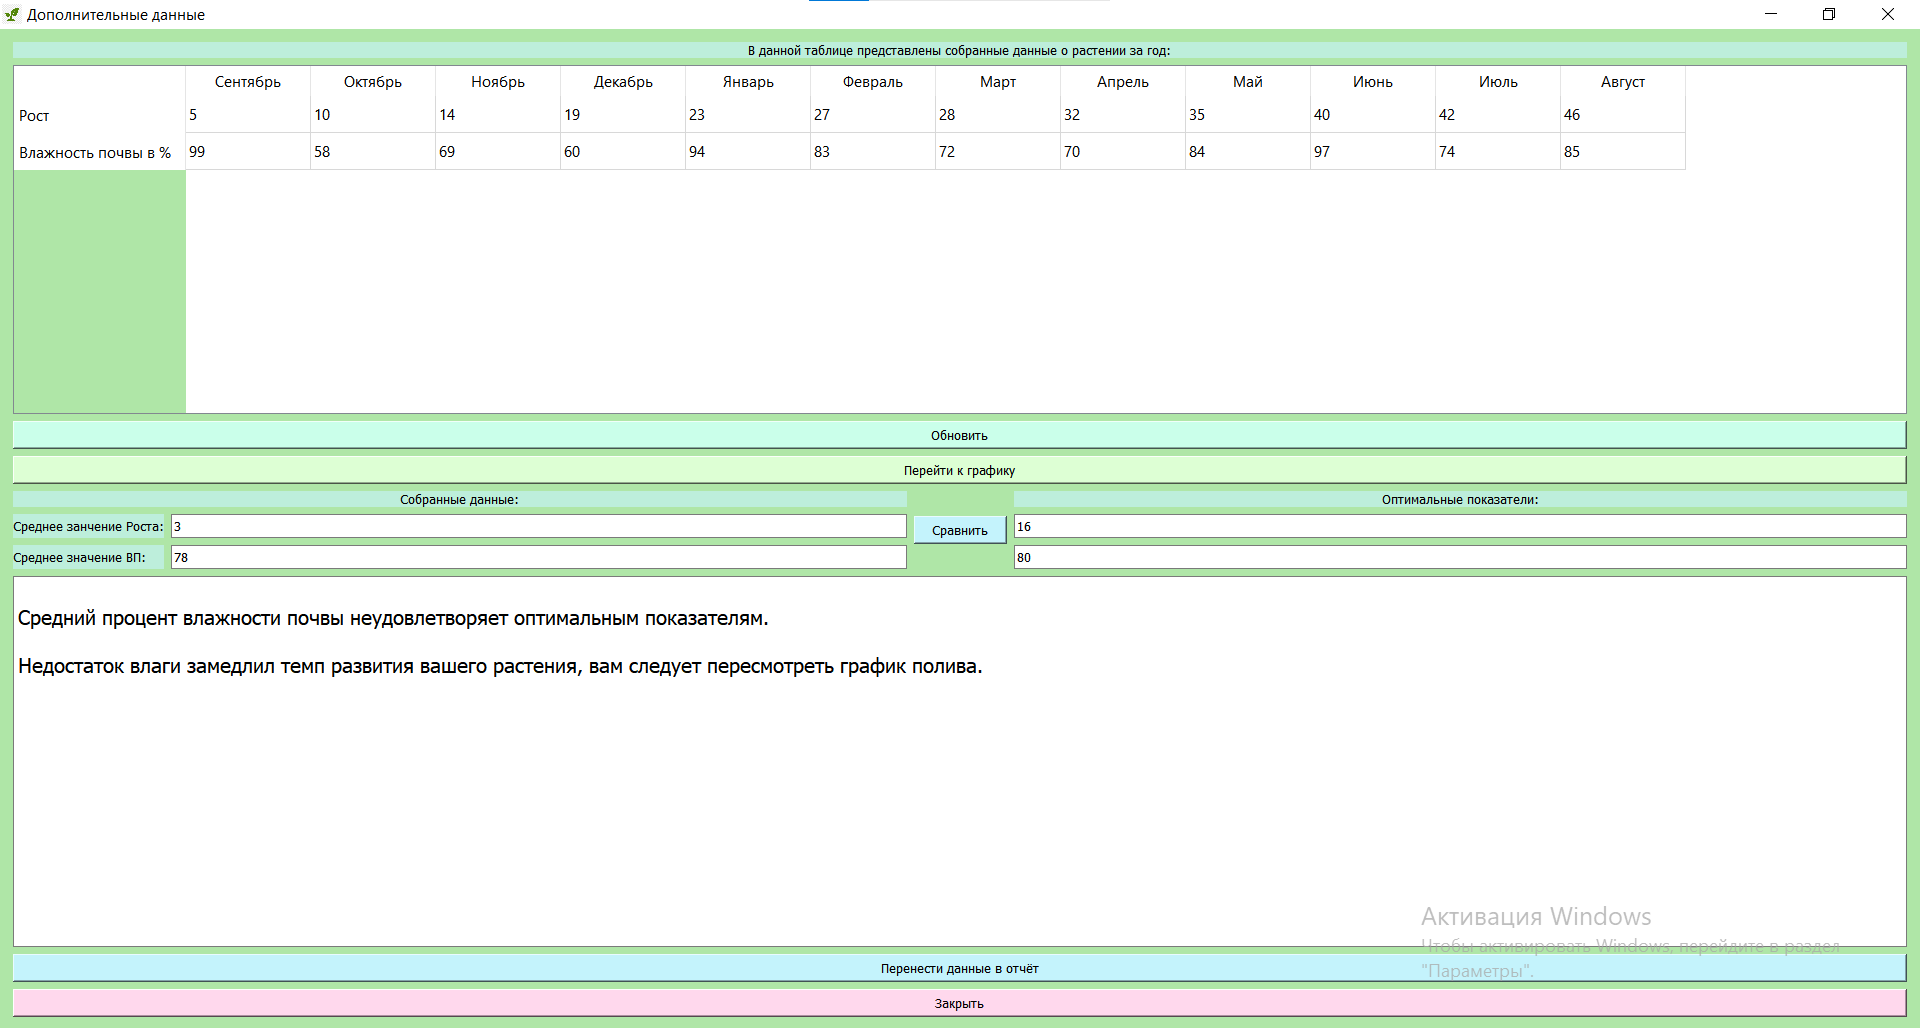 Дополнительные данные
В данной таблице представлены собранные данные о растении за год:
Сентябрь Октябрь Ноябрь Декабрь Январь Февраль Март Апрель Май Июнь Июль Август
Рост 5 10 14 19 23 27 28 32 35 40 42 46
Влажность почвы в % 99 58 69 60 94 83 72 70 84 97 74 85
Обновить
Перейти к графику
Собранные данные: Оптимальные показатели:
Среднее занчение Роста: 3 Сравнить 16
Среднее значение ВП: 78 80
Средний процент влажности почвы неудовлетворяет оптимальным показателям.
Недостаток влаги замедлил темп развития вашего растения, вам следует пересмотреть график полива.
Активация Windows
Чтобы активировать Windows, перейдите в раздел
"Параметры".
Перенести данные в отчёт
Закрыть